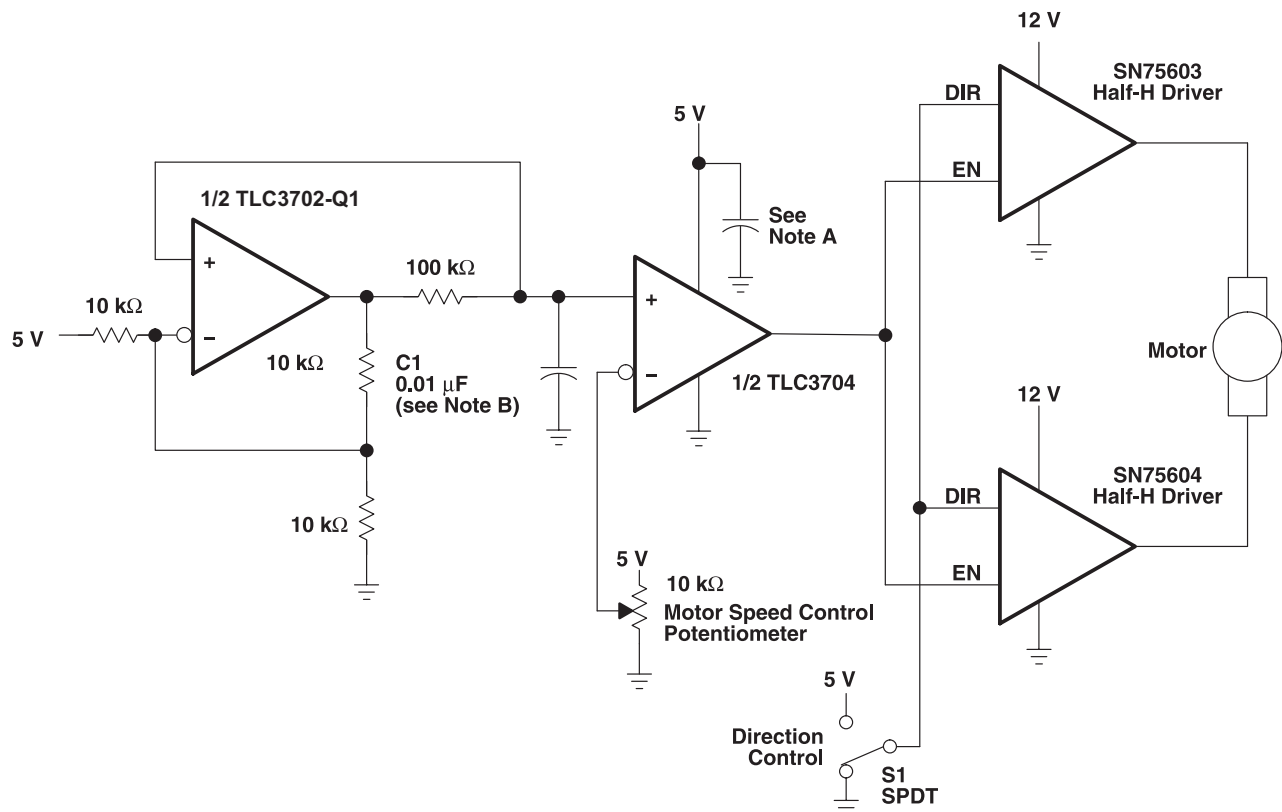 12 V
SN75603
Half-H Driver
DIR
5 V
EN
1/2 TLC3702-Q1
See
Note A
+
100 kΩ
10 kΩ
+
5 V
–
10 kΩ
C1
0.01 μF
(see Note B)
–
1/2 TLC3704
Motor
12 V
SN75604
Half-H Driver
DIR
10 kΩ
5 V
EN
10 kΩ
Motor Speed Control
Potentiometer
5 V
Direction
Control
S1
SPDT